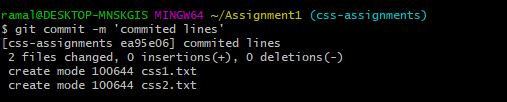 ramal@DESKTOP-MNSKGIS MINGW64 ~/Assignment1 (css-assignments)
$ git commit -m 'commited lines'
[css-assignments ea95e06] commited lines
 2 files changed, 0 insertions(+), 0 deletions(-)
 create mode 100644 css1.txt
 create mode 100644 css2.txt